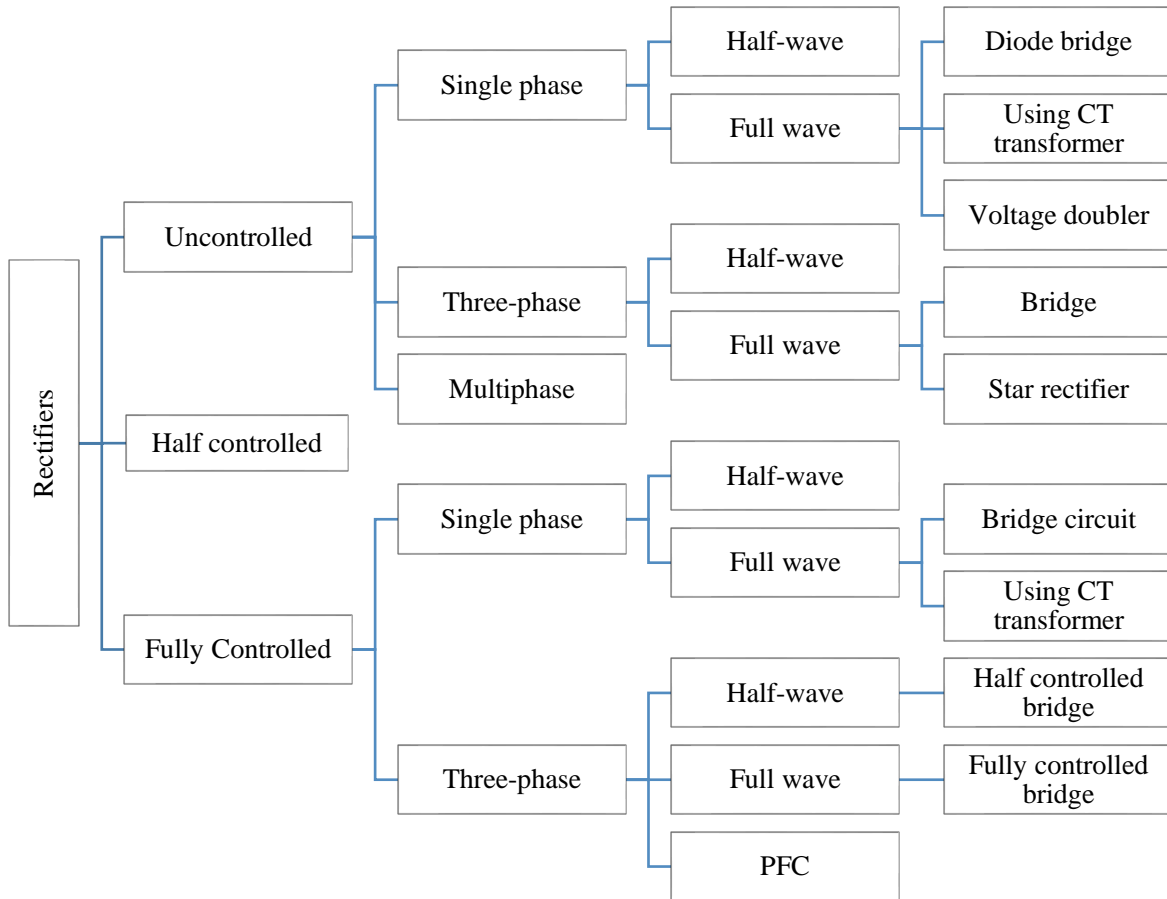 Rectifiers
Uncontrolled
Single phase
Half-wave
Full wave
Diode bridge
Using CT
transformer
Voltage doubler
Three-phase
Half-wave
Full wave
Bridge
Star rectifier
Multiphase
Half controlled
Fully Controlled
Single phase
Half-wave
Full wave
Bridge circuit
Using CT
transformer
Three-phase
Half-wave
Half controlled
bridge
Full wave
Fully controlled
bridge
PFC